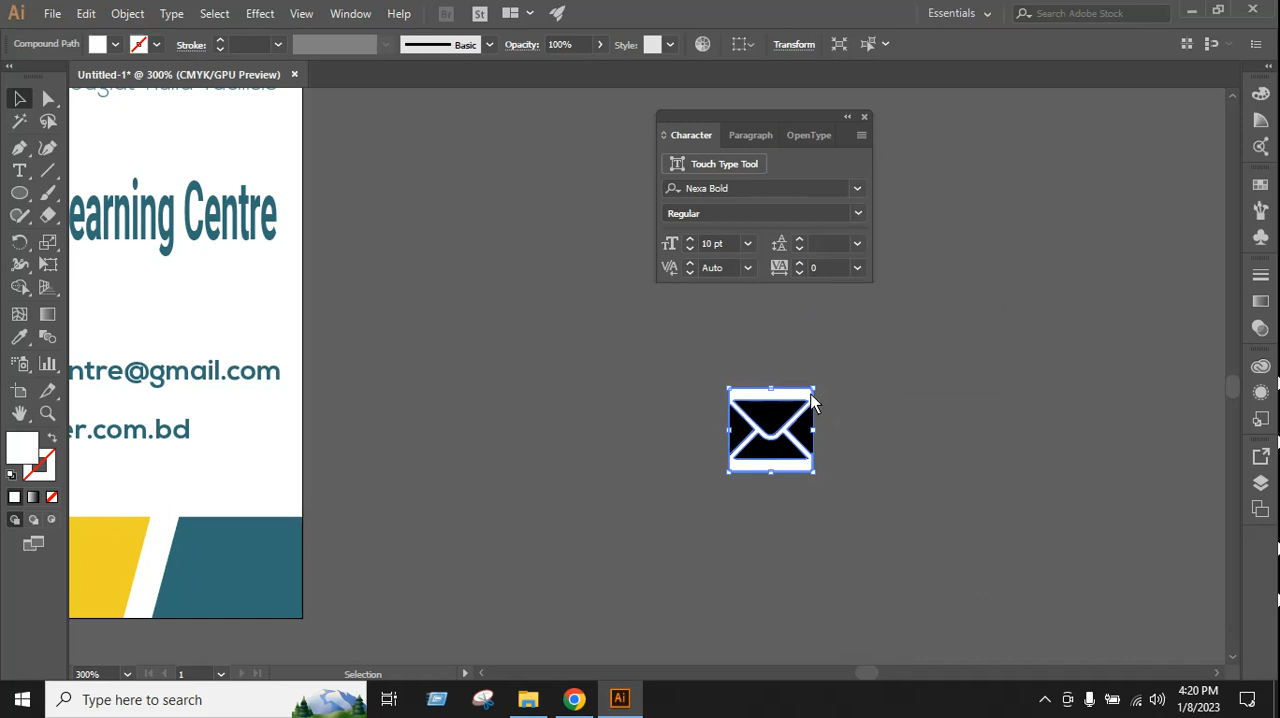 Ai File Edit Object Type Select Effect View Window Help Br St Essentials Search Adobe Stock
Compound Path Stroke: Basic Opacity: 100% Style: Transform
Untitled-1* @ 300% (CMYK/GPU Preview)
Character Paragraph OpenType
Touch Type Tool
Nexa Bold
Regular
10 pt
Auto 0
earning Centre
ntre@gmail.com
er.com.bd
300% 1 Selection
Type here to search
Ai
4:20 PM
1/8/2023